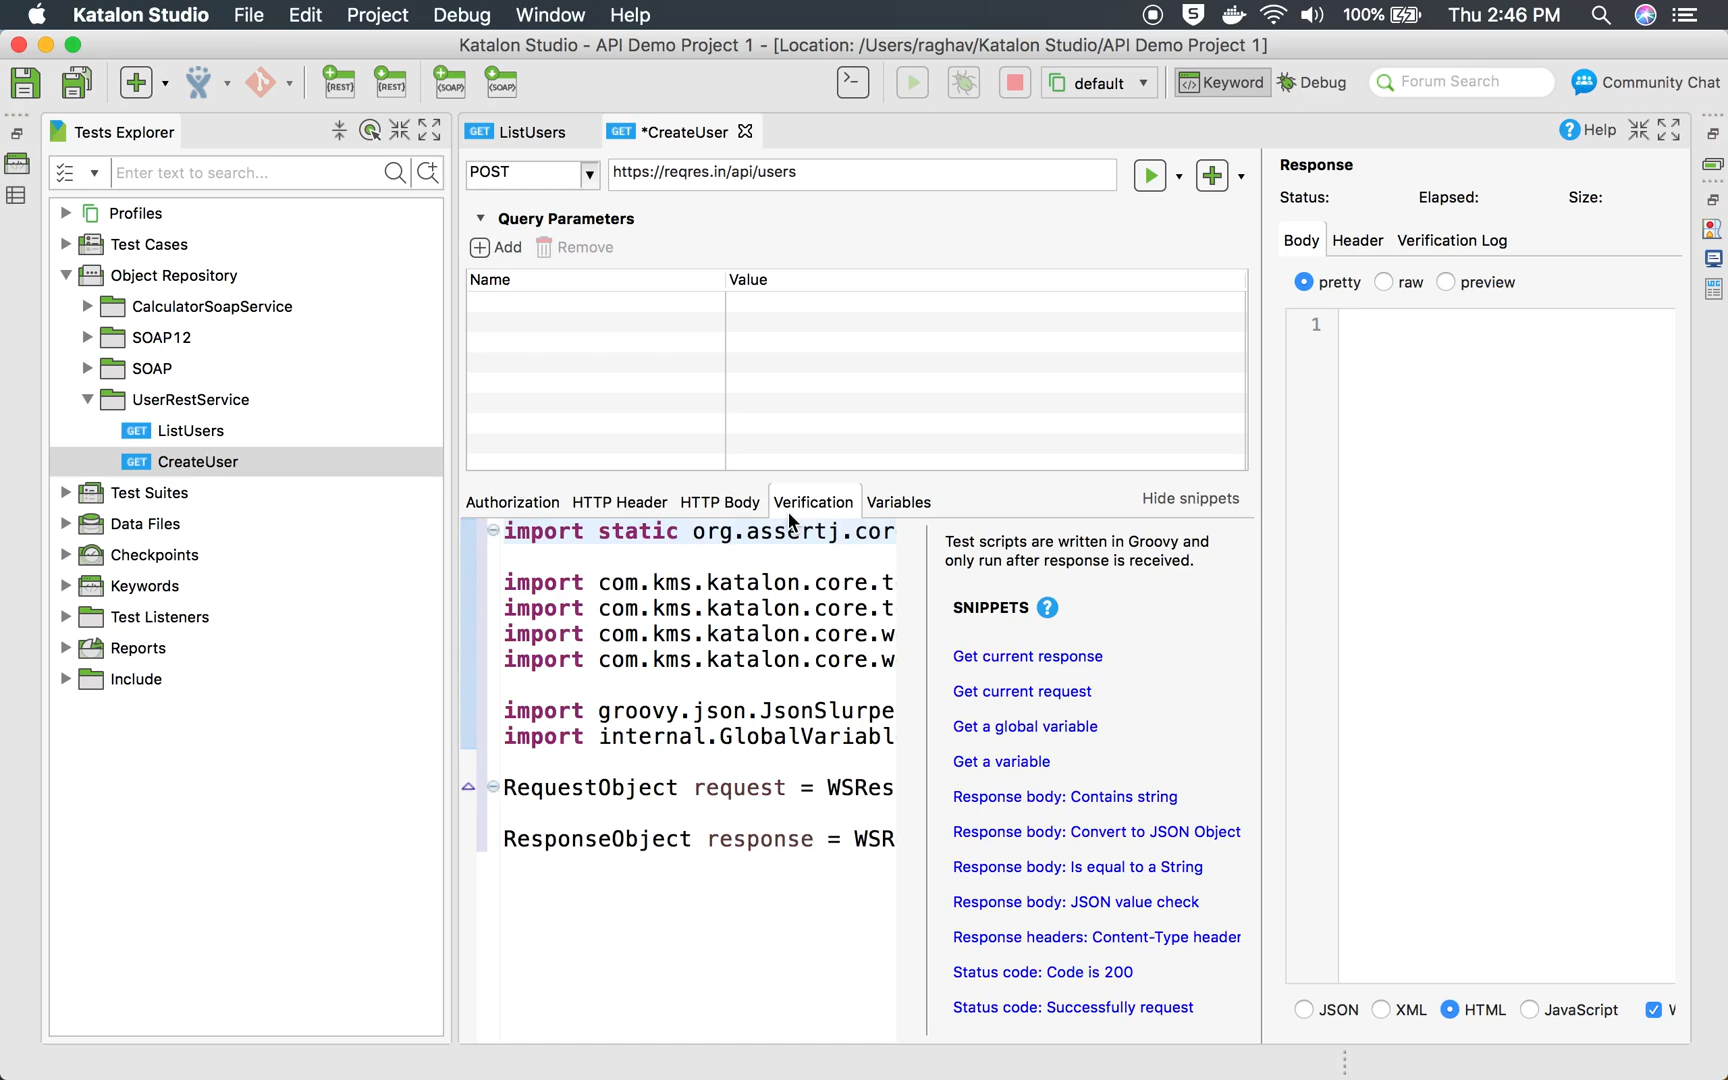 Katalon Studio File Edit Project Debug Window Help S 100% Thu 2:46 PM
Katalon Studio - API Demo Project 1 - [Location: /Users/raghav/Katalon Studio/API Demo Project 1]
REST REST SOAP SOAP default Keyword Debug Forum Search Community Chat
Tests Explorer
Enter text to search...
Profiles
Test Cases
Object Repository
CalculatorSoapService
SOAP12
SOAP
UserRestService
GET ListUsers
GET CreateUser
Test Suites
Data Files
Checkpoints
Keywords
Test Listeners
Reports
Include
GET ListUsers GET *CreateUser
Help
POST https://reqres.in/api/users
Query Parameters
Add Remove
Name Value
Authorization HTTP Header HTTP Body Verification Variables Hide snippets
import static org.assertj.cor
import com.kms.katalon.core.t
import com.kms.katalon.core.t
import com.kms.katalon.core.w
import com.kms.katalon.core.w
import groovy.json.JsonSlurpe
import internal.GlobalVariabl
RequestObject request = WSRes
ResponseObject response = WSR
Test scripts are written in Groovy and
only run after response is received.
SNIPPETS ?
Get current response
Get current request
Get a global variable
Get a variable
Response body: Contains string
Response body: Convert to JSON Object
Response body: Is equal to a String
Response body: JSON value check
Response headers: Content-Type header
Status code: Code is 200
Status code: Successfully request
Response
Status: Elapsed: Size:
Body Header Verification Log
pretty raw preview
1
JSON XML HTML JavaScript